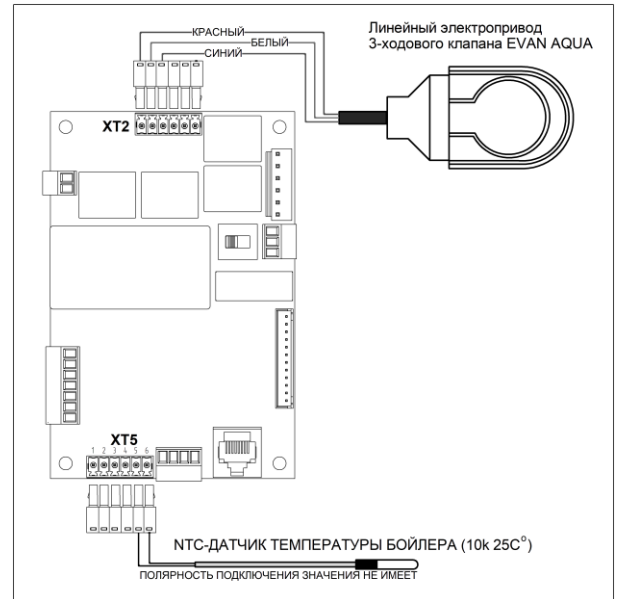 КРАСНЫЙ
БЕЛЫЙ
СИНИЙ
Линейный электропривод
3-ходового клапана EVAN AQUA
XT2
XT5
1 2 3 4 5 6
NTC-ДАТЧИК ТЕМПЕРАТУРЫ БОЙЛЕРА (10k 25C°)
ПОЛЯРНОСТЬ ПОДКЛЮЧЕНИЯ ЗНАЧЕНИЯ НЕ ИМЕЕТ